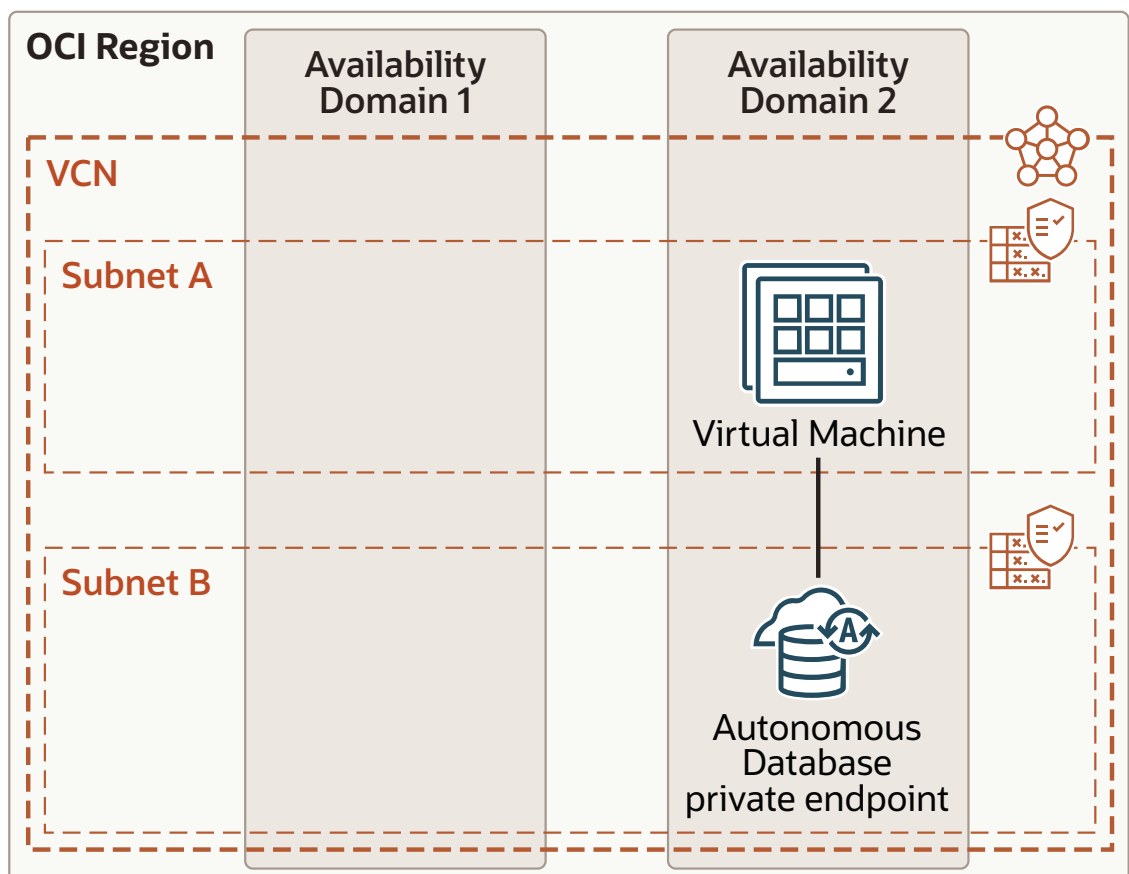 OCI Region
Availability
Domain 1
Availability
Domain 2
VCN
Subnet A
Virtual Machine
Subnet B
A
Autonomous
Database
private endpoint